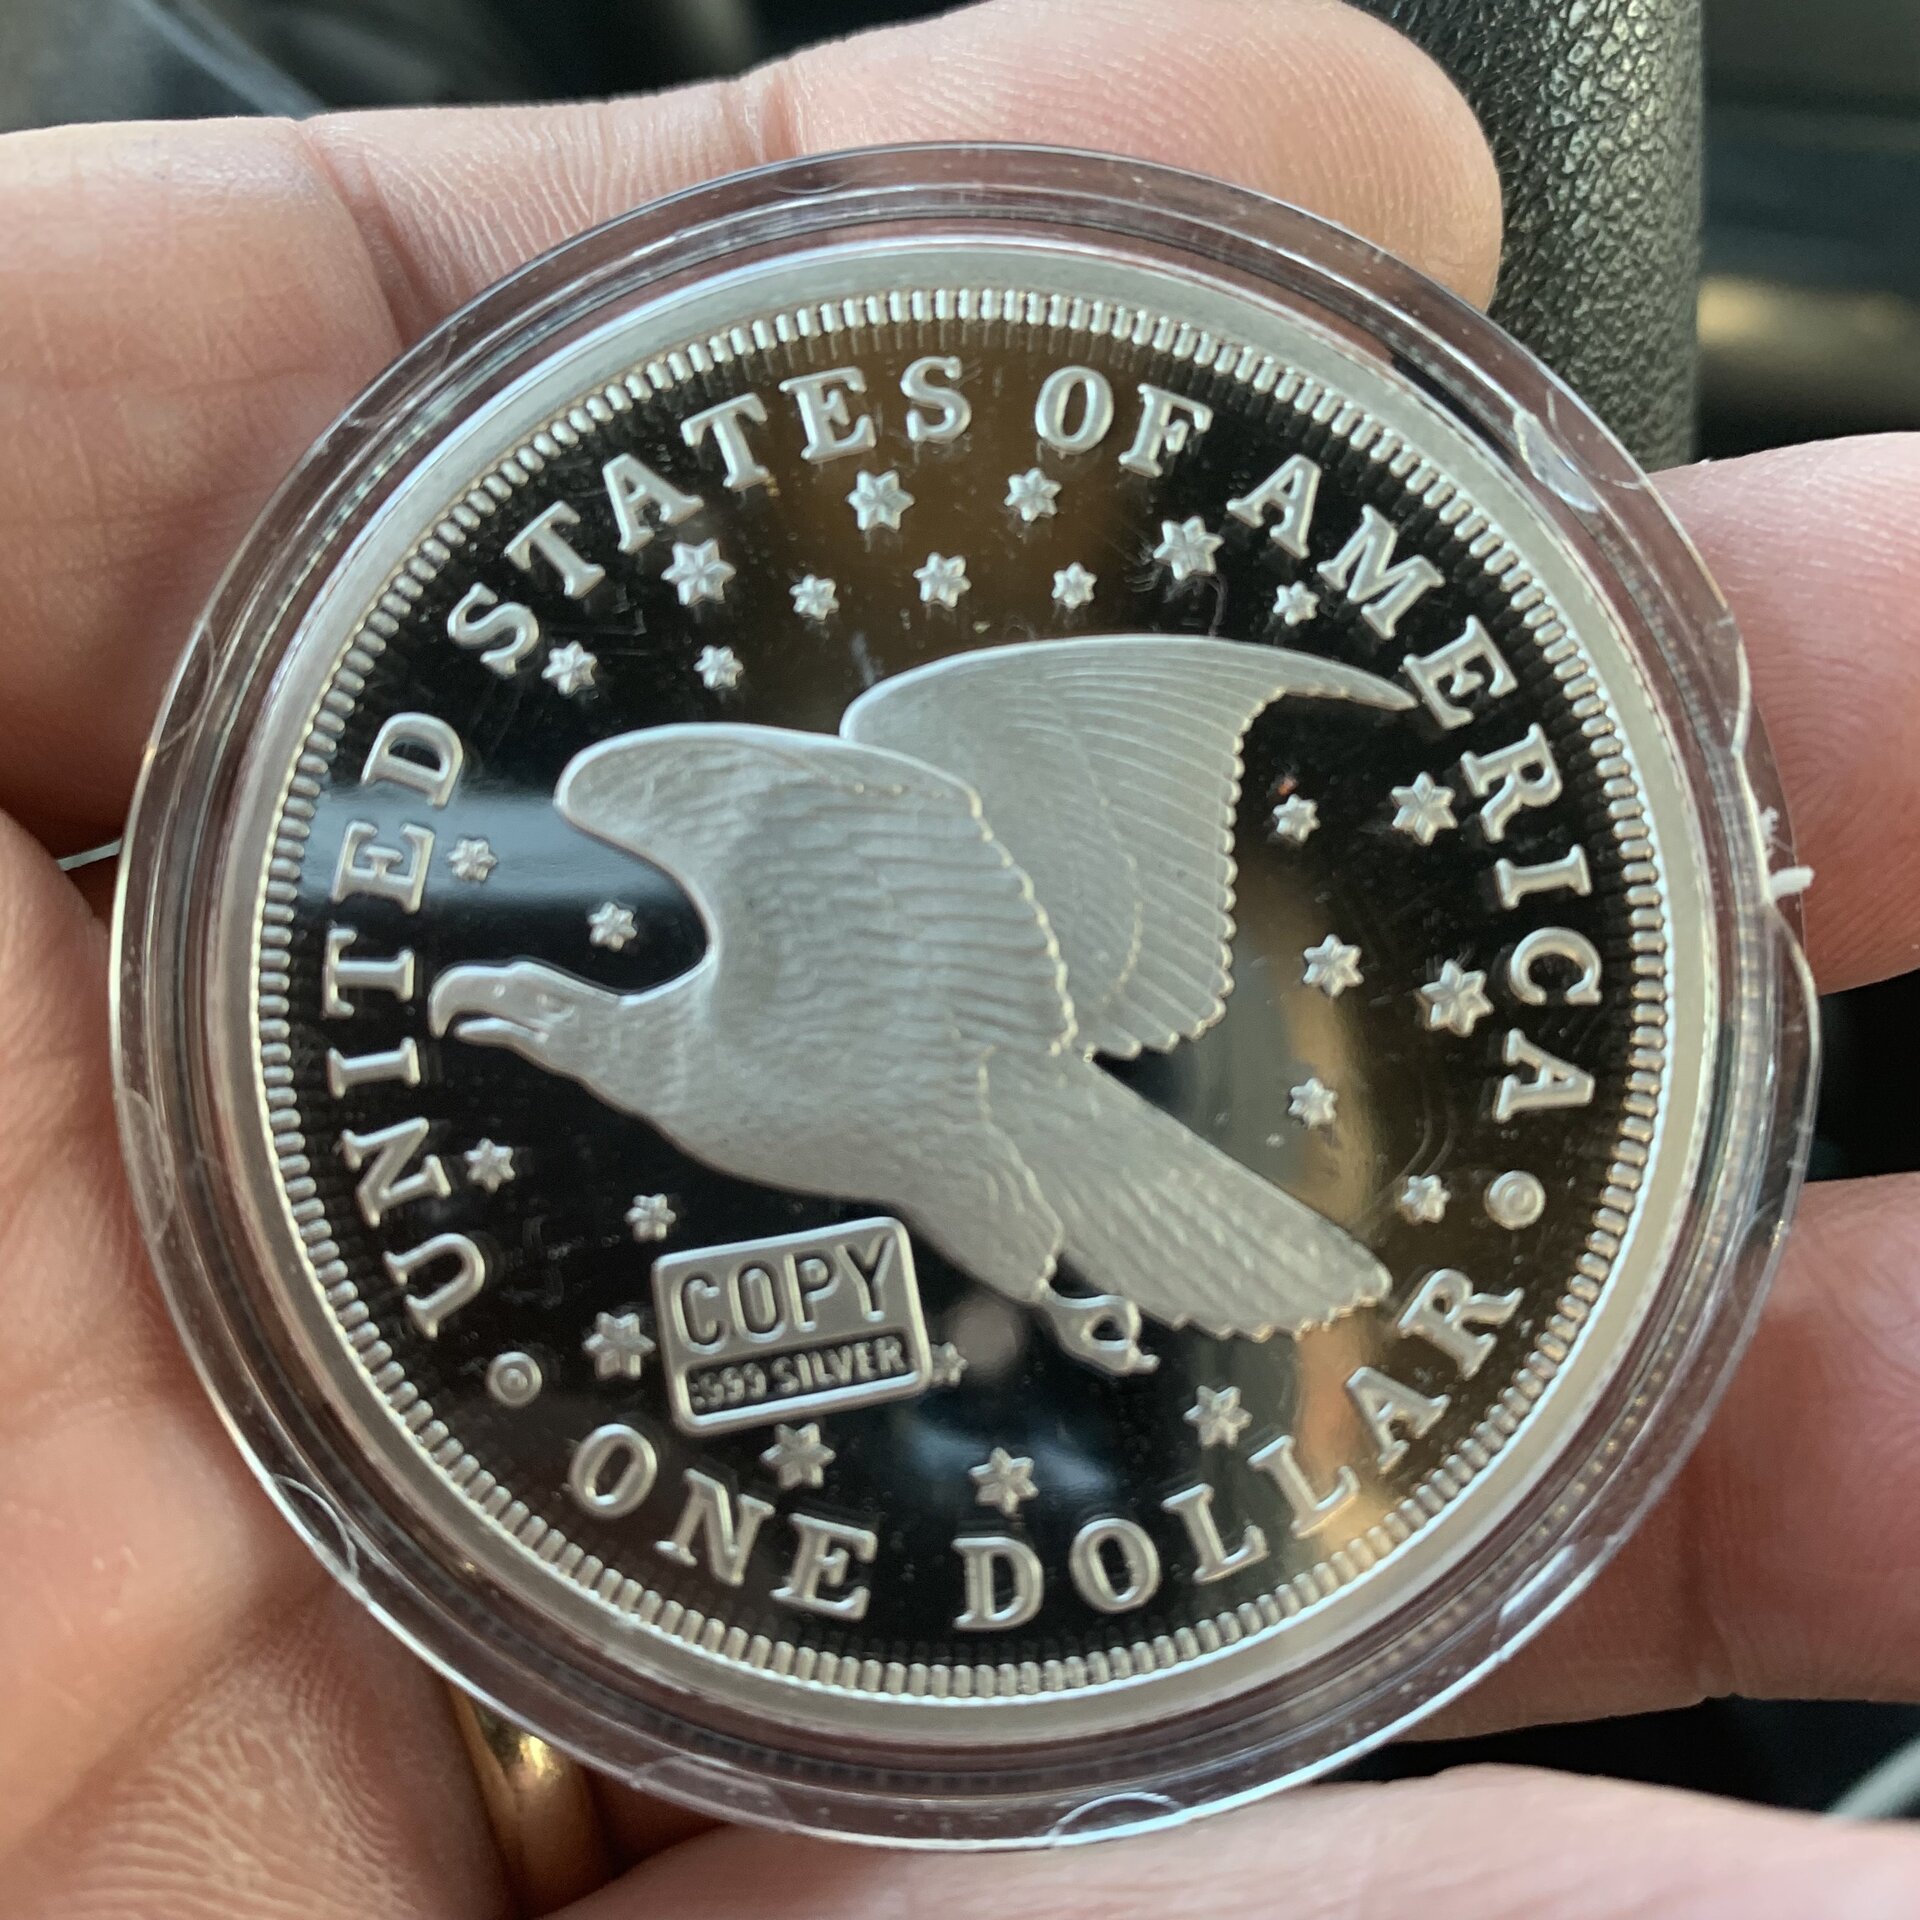 UNITED STATES OF AMERICA
COPY
.999 SILVER
ONE DOLLAR